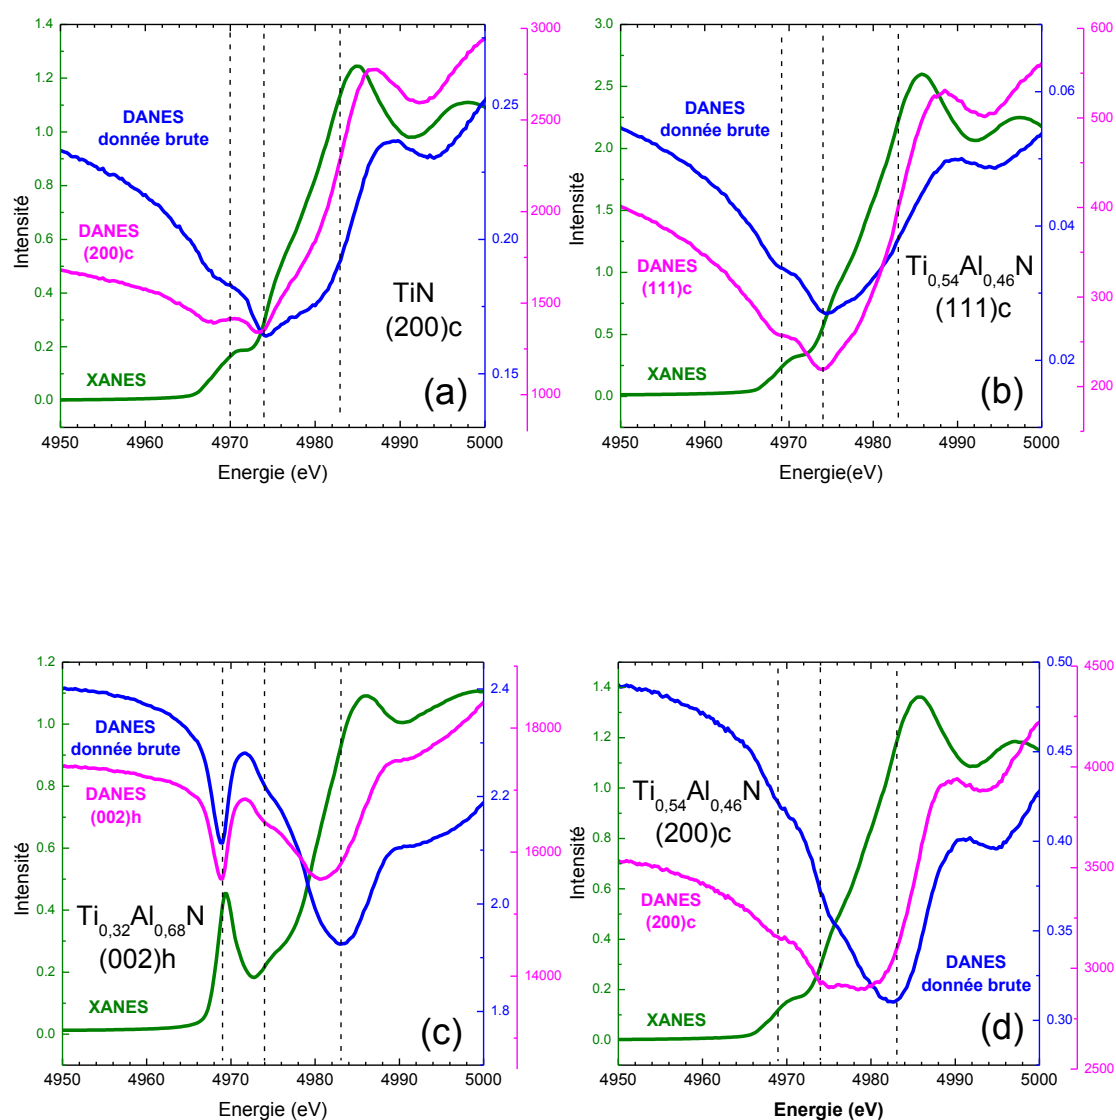 1.4
1.2
1.0
0.8
0.6
0.4
0.2
0.0
Intensité
DANES
donnée brute
DANES
(200)c
XANES
TiN
(200)c
(a)
0.25
0.20
0.15
3000
2500
2000
1500
1000
4950 4960 4970 4980 4990 5000
Energie (eV)
3.0
2.5
2.0
1.5
1.0
0.5
0.0
Intensité
DANES
donnée brute
DANES
(111)c
XANES
Ti0,54Al0,46N
(111)c
(b)
0.06
0.04
0.02
600
500
400
300
200
4950 4960 4970 4980 4990 5000
Energie(eV)
1.2
1.0
0.8
0.6
0.4
0.2
0.0
Intensité
DANES
donnée brute
DANES
(002)h
Ti0,32Al0,68N
(002)h
XANES
(c)
2.4
2.2
2.0
1.8
18000
16000
14000
4950 4960 4970 4980 4990 5000
Energie (eV)
1.4
1.2
1.0
0.8
0.6
0.4
0.2
0.0
Intensité
Ti0,54Al0,46N
(200)c
DANES
(200)c
DANES
donnée brute
XANES
(d)
0.50
0.45
0.40
0.35
0.30
4500
4000
3500
3000
2500
4950 4960 4970 4980 4990 5000
Energie (eV)